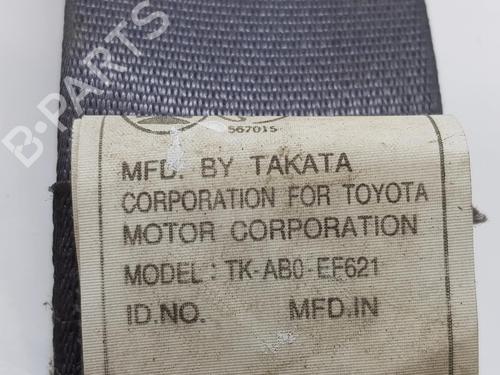 B-PARTS
567015
MFD. BY TAKATA
CORPORATION FOR TOYOTA
MOTOR CORPORATION
MODEL : TK-AB0-EF621
ID.NO. MFD.IN